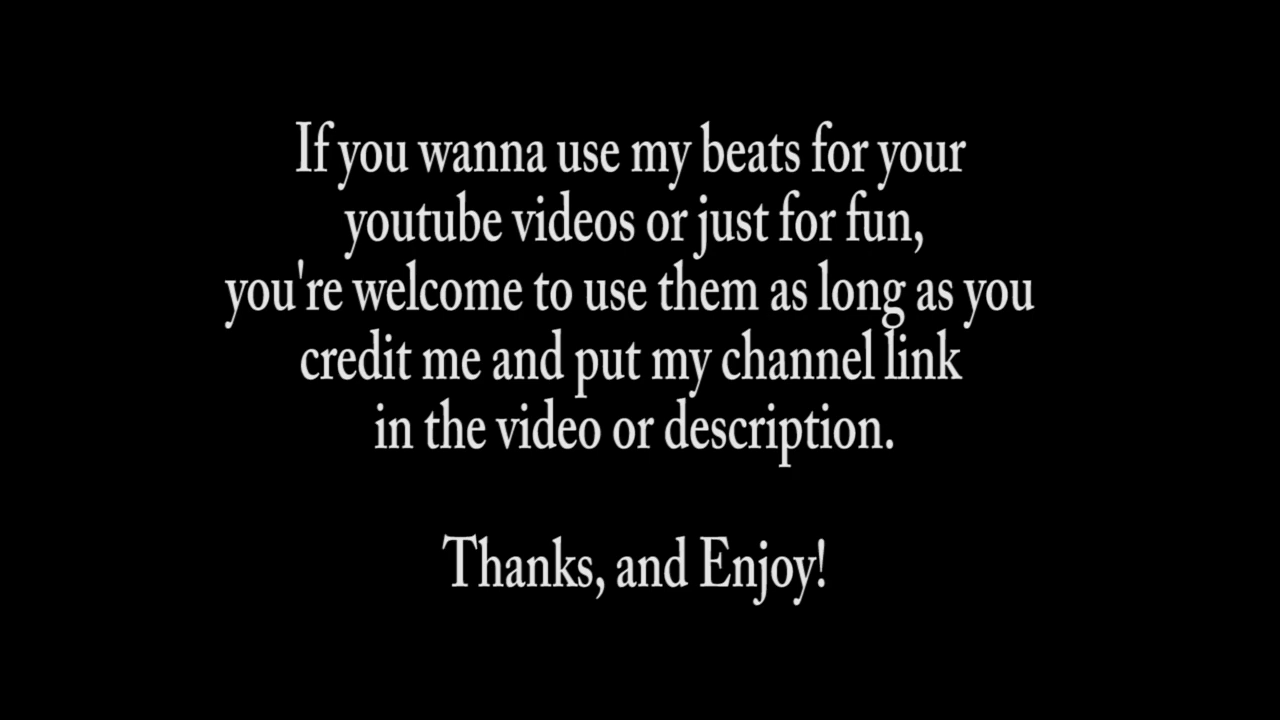 If you wanna use my beats for your
youtube videos or just for fun,
you're welcome to use them as long as you
credit me and put my channel link
in the video or description.
Thanks, and Enjoy!